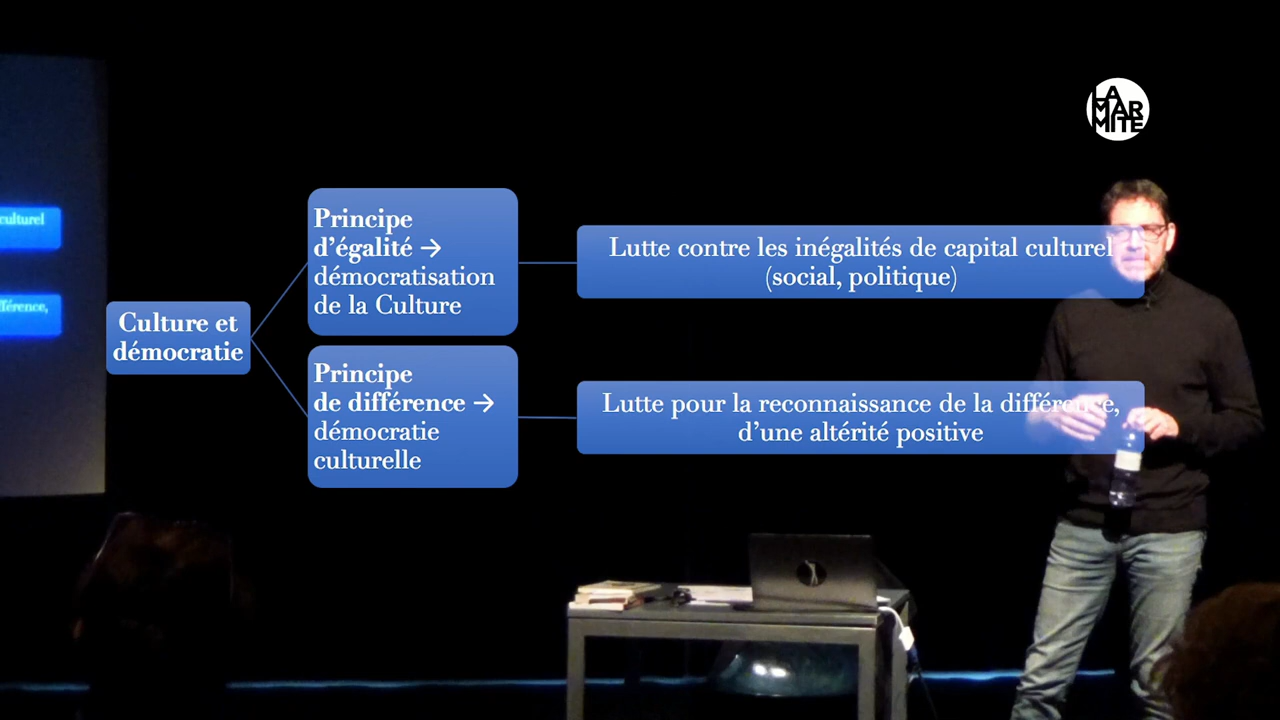 LA
MAR
MITE
culturel
fférence,
Culture et
démocratie
Principe
d’égalité →
démocratisation
de la Culture
Lutte contre les inégalités de capital culturel
(social, politique)
Principe
de différence →
démocratie
culturelle
Lutte pour la reconnaissance de la différence,
d’une altérité positive